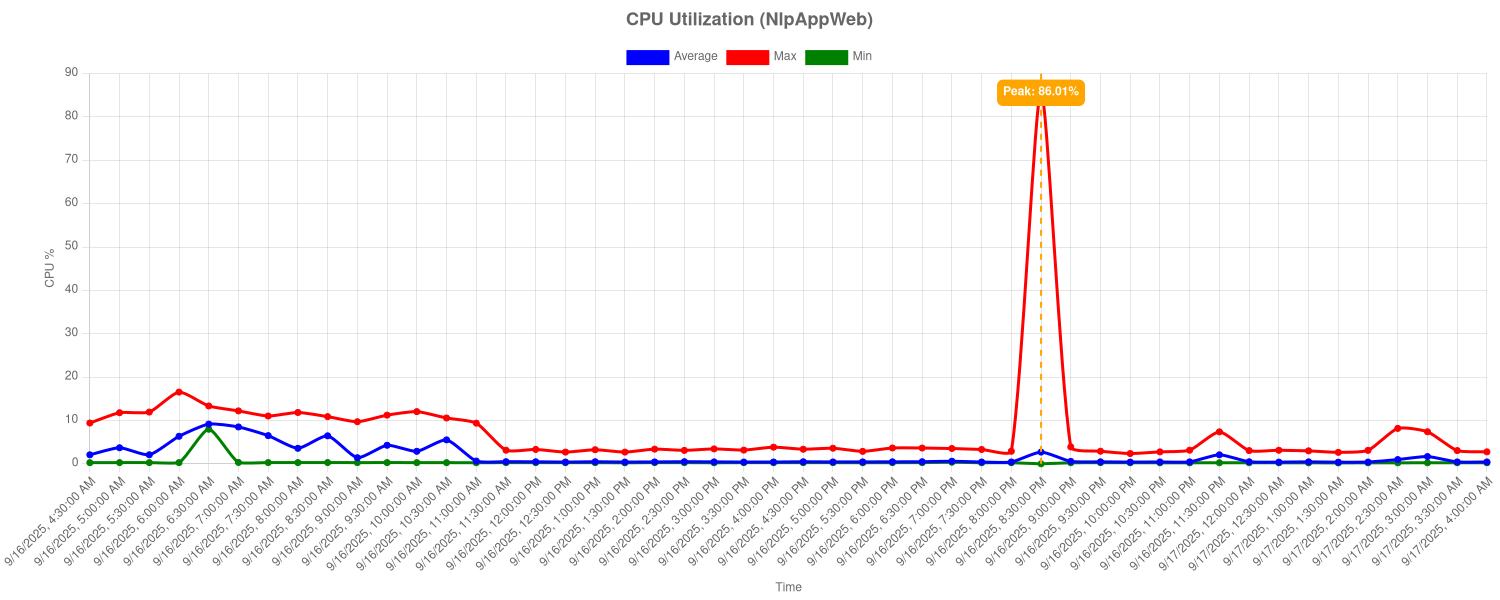 CPU Utilization (NlpAppWeb)
Average Max Min
Peak: 86.01%
CPU %
90
80
70
60
50
40
30
20
10
0
9/16/2025, 4:30:00 AM
9/16/2025, 5:00:00 AM
9/16/2025, 5:30:00 AM
9/16/2025, 6:00:00 AM
9/16/2025, 6:30:00 AM
9/16/2025, 7:00:00 AM
9/16/2025, 7:30:00 AM
9/16/2025, 8:00:00 AM
9/16/2025, 8:30:00 AM
9/16/2025, 9:00:00 AM
9/16/2025, 9:30:00 AM
9/16/2025, 10:00:00 AM
9/16/2025, 10:30:00 AM
9/16/2025, 11:00:00 AM
9/16/2025, 11:30:00 AM
9/16/2025, 12:00:00 PM
9/16/2025, 12:30:00 PM
9/16/2025, 1:00:00 PM
9/16/2025, 1:30:00 PM
9/16/2025, 2:00:00 PM
9/16/2025, 2:30:00 PM
9/16/2025, 3:00:00 PM
9/16/2025, 3:30:00 PM
9/16/2025, 4:00:00 PM
9/16/2025, 4:30:00 PM
9/16/2025, 5:00:00 PM
9/16/2025, 5:30:00 PM
9/16/2025, 6:00:00 PM
9/16/2025, 6:30:00 PM
9/16/2025, 7:00:00 PM
9/16/2025, 7:30:00 PM
9/16/2025, 8:00:00 PM
9/16/2025, 8:30:00 PM
9/16/2025, 9:00:00 PM
9/16/2025, 9:30:00 PM
9/16/2025, 10:00:00 PM
9/16/2025, 10:30:00 PM
9/16/2025, 11:00:00 PM
9/16/2025, 11:30:00 PM
9/17/2025, 12:00:00 AM
9/17/2025, 12:30:00 AM
9/17/2025, 1:00:00 AM
9/17/2025, 1:30:00 AM
9/17/2025, 2:00:00 AM
9/17/2025, 2:30:00 AM
9/17/2025, 3:00:00 AM
9/17/2025, 3:30:00 AM
9/17/2025, 4:00:00 AM
Time